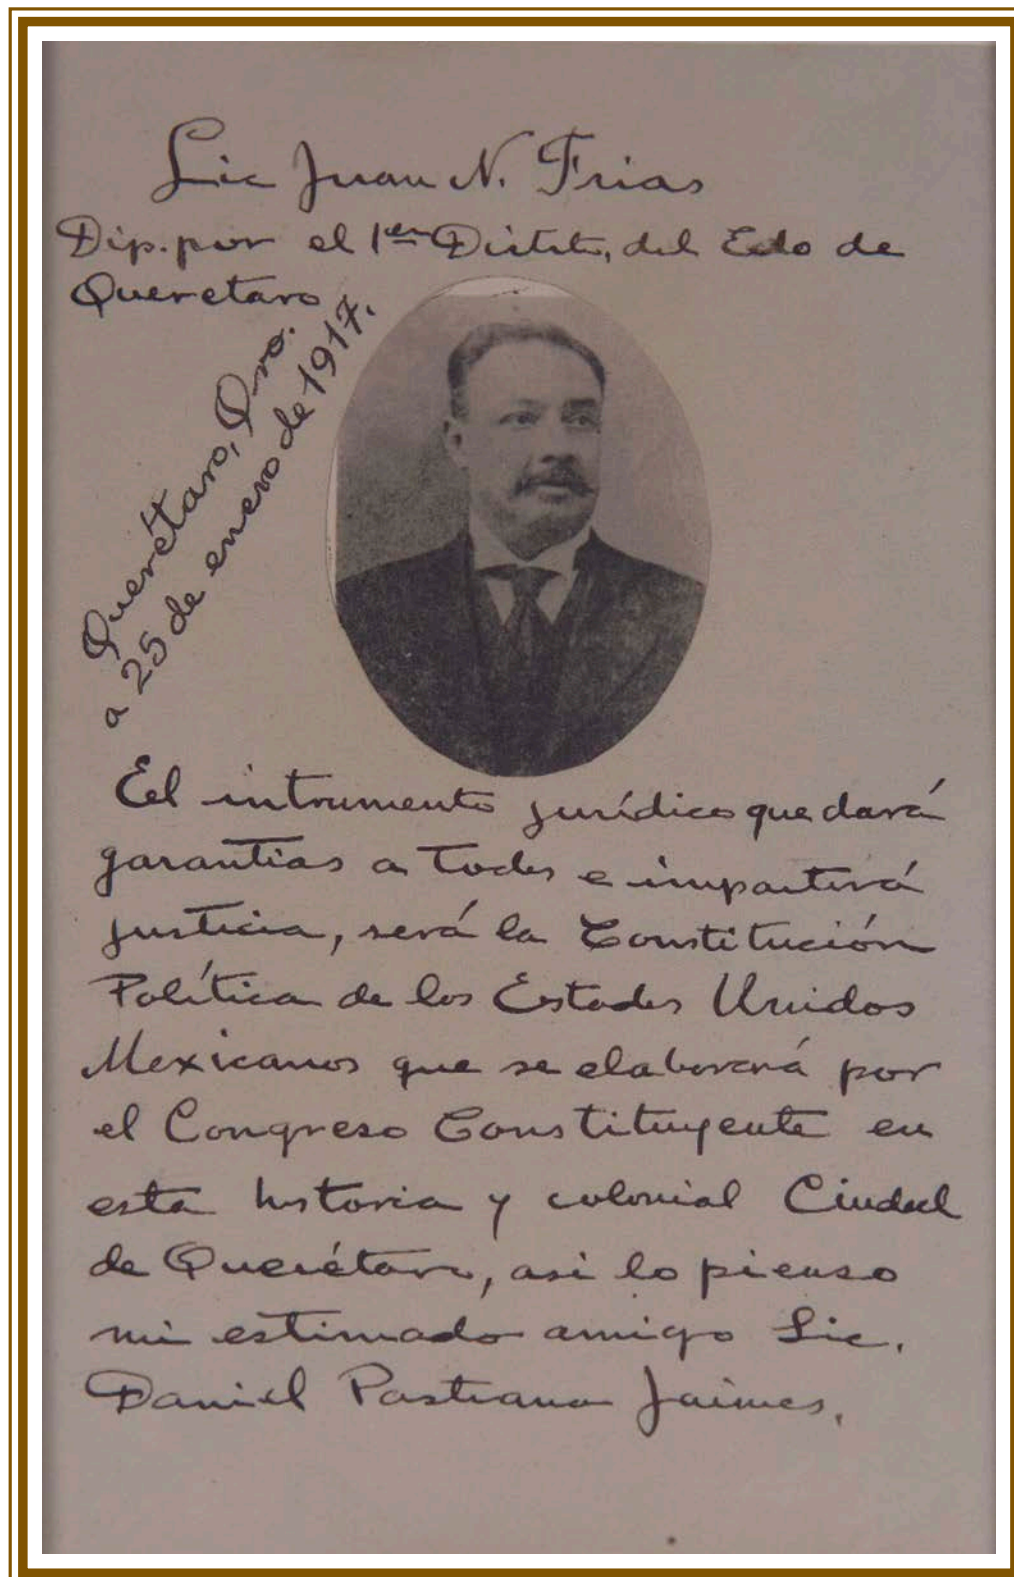 Lic Juan N. Frias
Dip. por el 1er Distrito, del Edo de
Queretaro
Querétaro, Qro.
a 25 de enero de 1917.
El intrumento jurídico que dará
garantias a todos e impartirá
justicia, será la Constitución
Política de los Estados Unidos
Mexicanos que se elaborará por
el Congreso Constituyente en
esta historia y colonial Ciudad
de Querétaro, asi lo pienso
mi estimado amigo Lic.
Daniel Pastrana Jaimes.